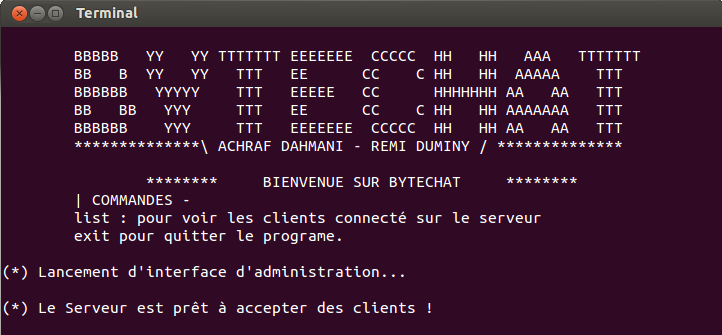 Terminal
BBBBB   YY   YY TTTTTTT EEEEEEE  CCCCC  HH   HH   AAA   TTTTTTT
BB   B  YY   YY   TTT   EE      CC    C HH   HH  AAAAA    TTT
BBBBBB   YYYYY    TTT   EEEEE   CC      HHHHHHH AA   AA   TTT
BB   BB   YYY     TTT   EE      CC    C HH   HH AAAAAAA   TTT
BBBBBB    YYY     TTT   EEEEEEE  CCCCC  HH   HH AA   AA   TTT
**************\ ACHRAF DAHMANI - REMI DUMINY / **************
********     BIENVENUE SUR BYTECHAT     ********
| COMMANDES -
list : pour voir les clients connecté sur le serveur
exit pour quitter le programe.
(*) Lancement d'interface d'administration...
(*) Le Serveur est prêt à accepter des clients !